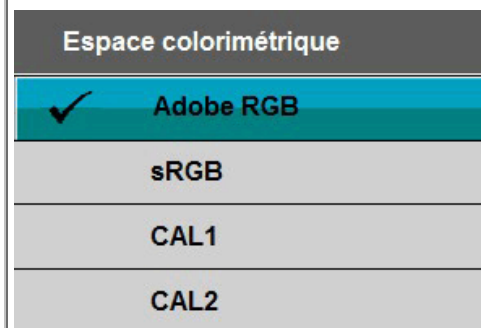 Espace colorimétrique
Adobe RGB
sRGB
CAL1
CAL2